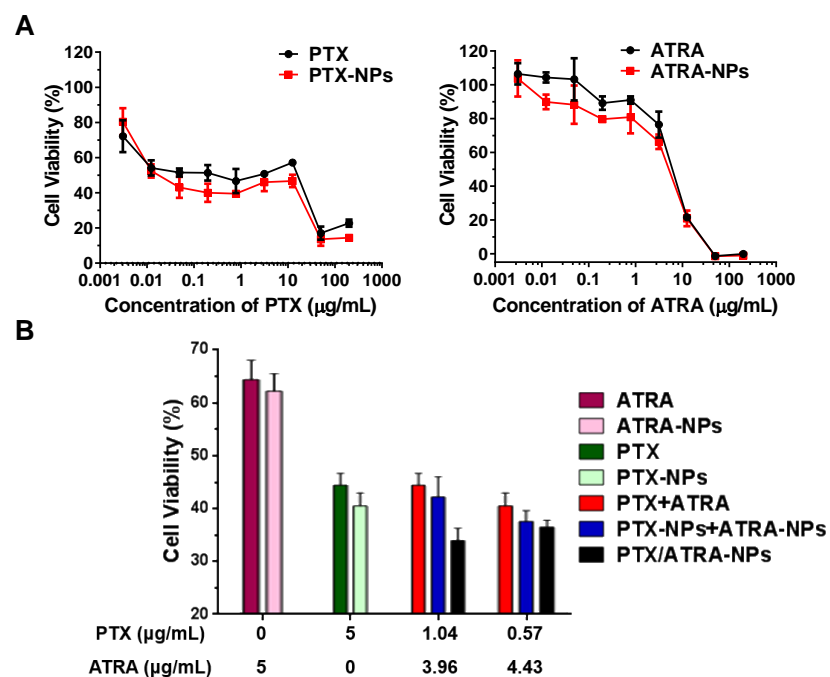 A
PTX
PTX-NPs
Cell Viability (%)
120
100
80
60
40
20
0
0.001 0.01 0.1 1 10 100 1000
Concentration of PTX (μg/mL)
ATRA
ATRA-NPs
Cell Viability (%)
120
100
80
60
40
20
0
0.001 0.01 0.1 1 10 100 1000
Concentration of ATRA (μg/mL)
B
Cell Viability (%)
70
60
50
40
30
20
ATRA
ATRA-NPs
PTX
PTX-NPs
PTX+ATRA
PTX-NPs+ATRA-NPs
PTX/ATRA-NPs
PTX (μg/mL) 0 5 1.04 0.57
ATRA (μg/mL) 5 0 3.96 4.43